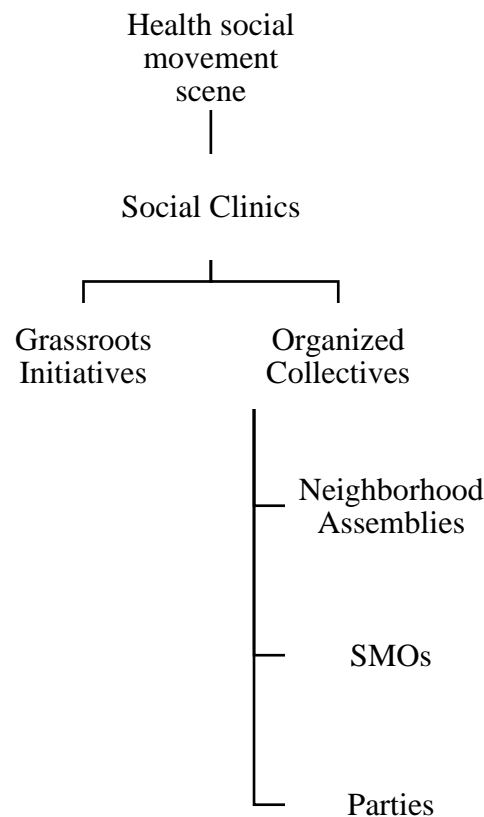 Health social
movement
scene
Social Clinics
Grassroots
Initiatives
Organized
Collectives
Neighborhood
Assemblies
SMOs
Parties